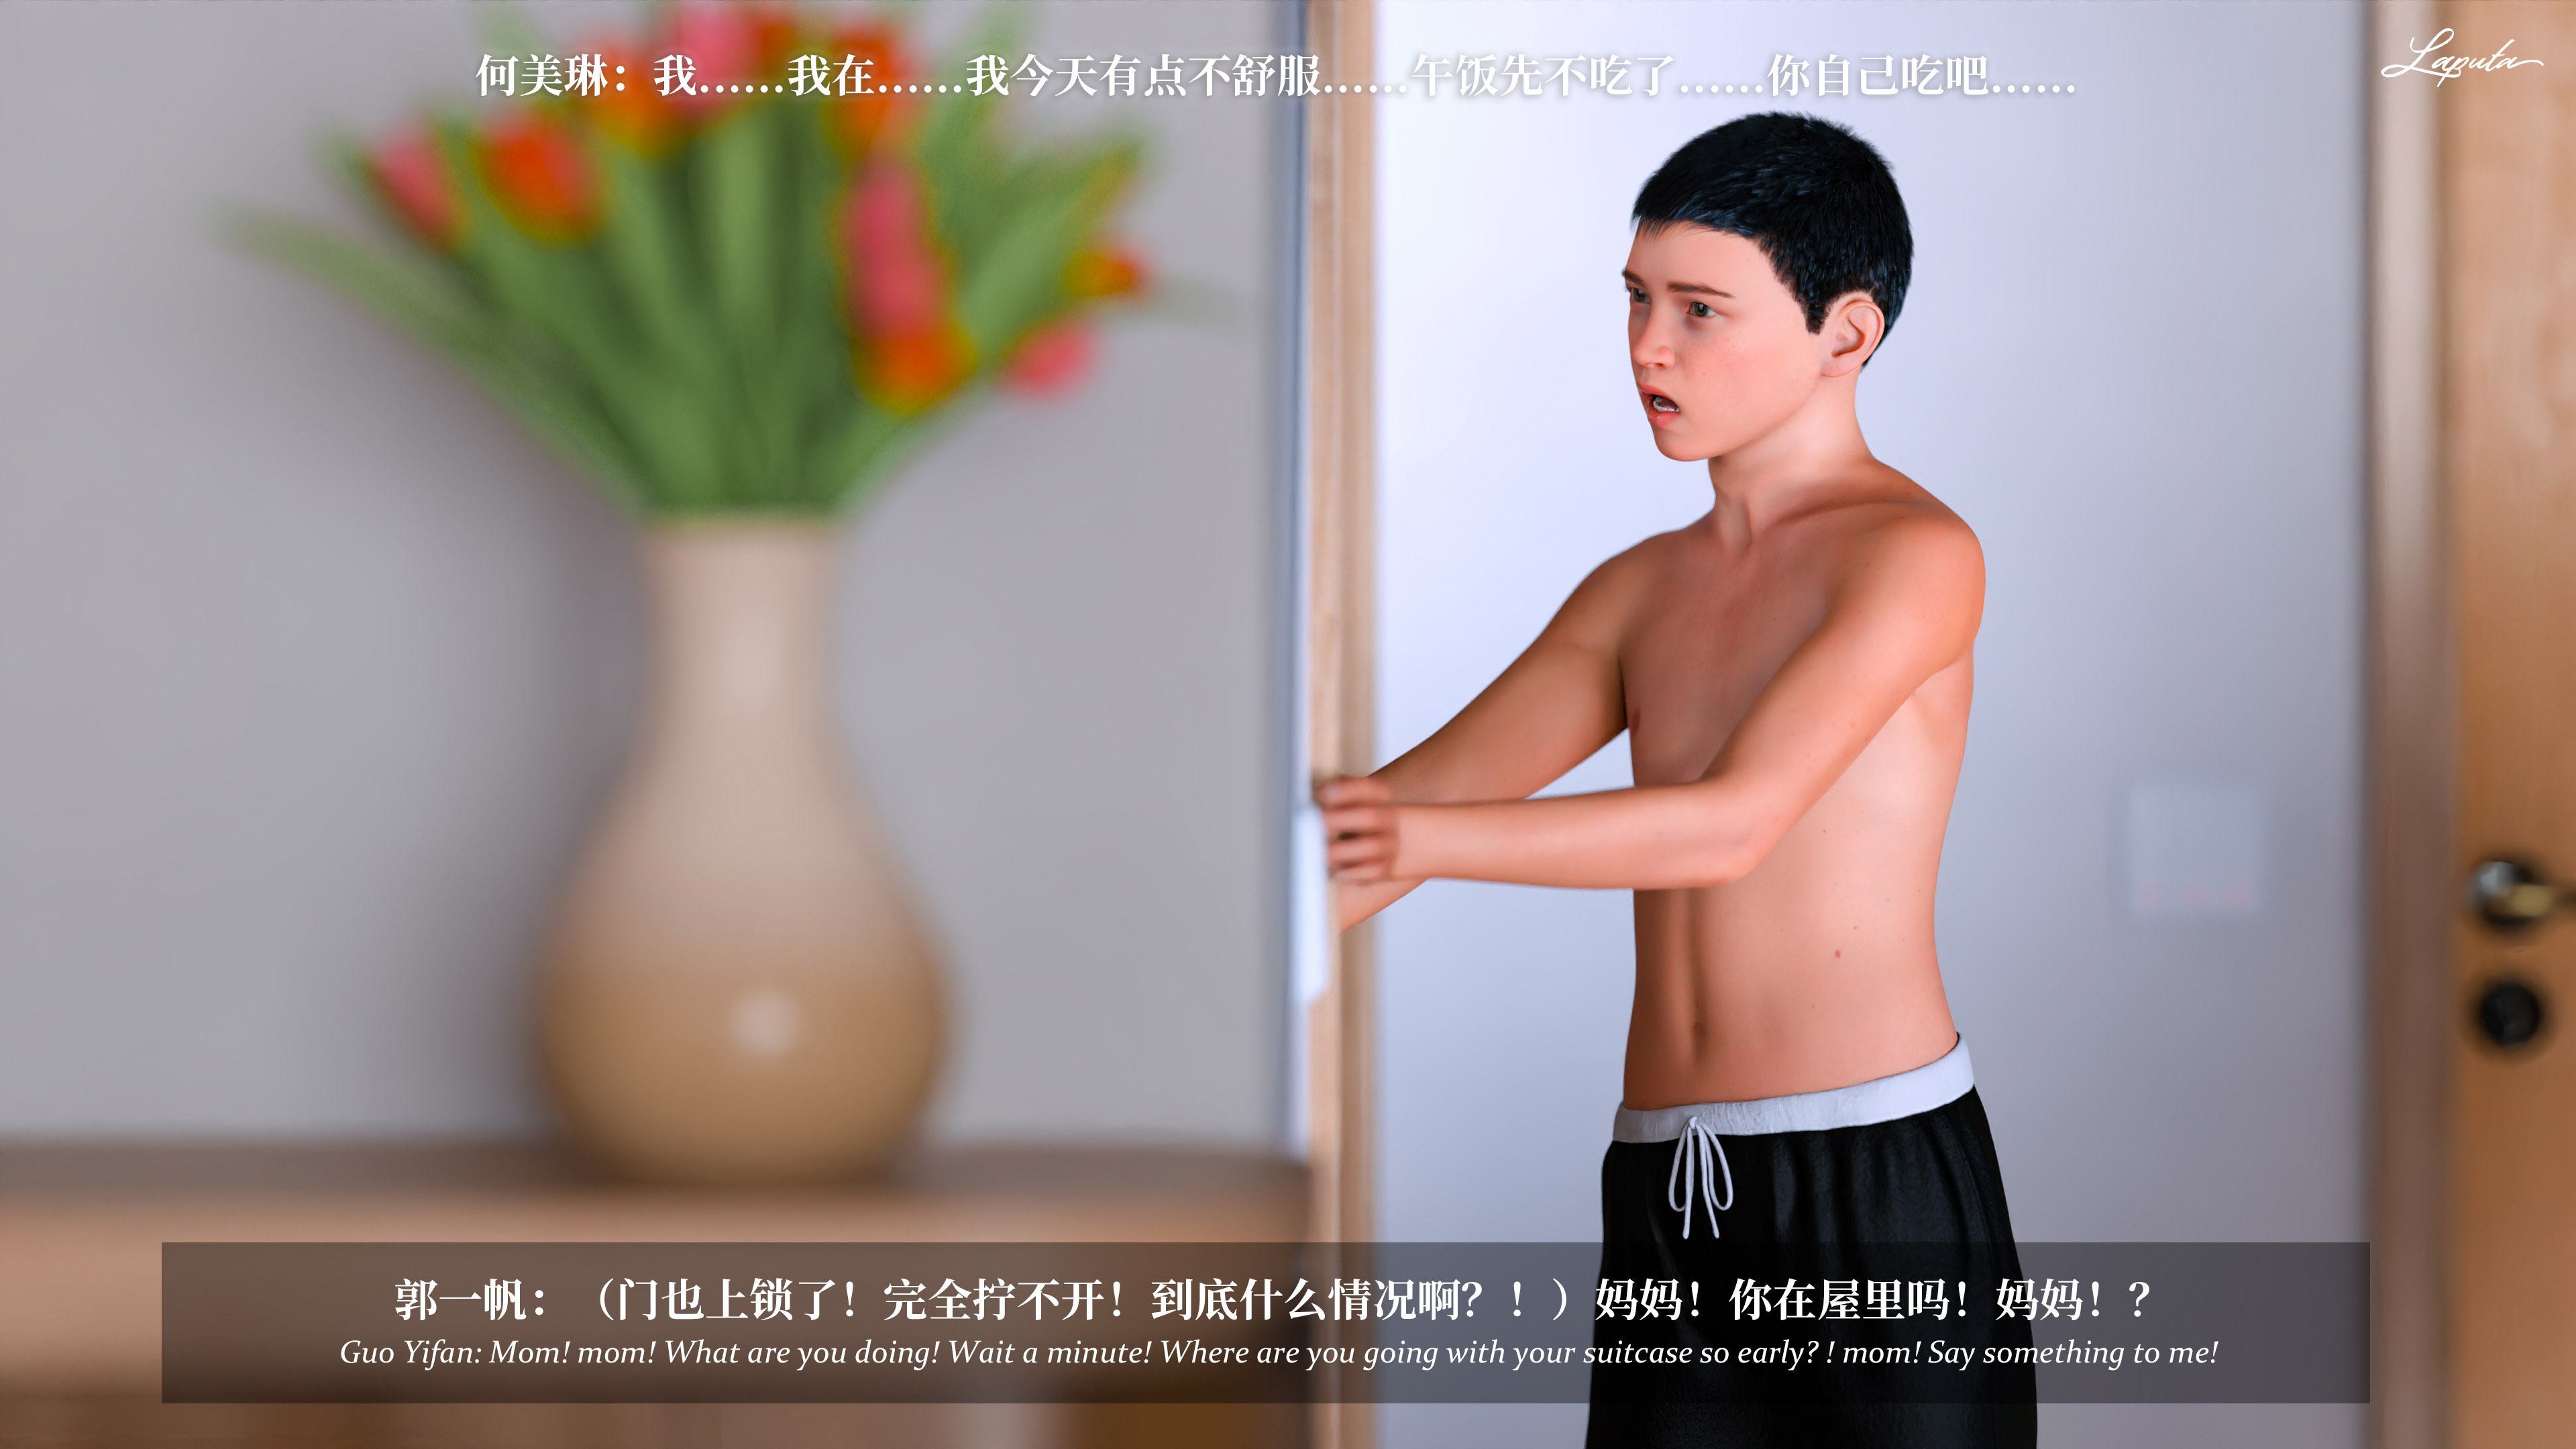 何美琳：我……我在……我今天有点不舒服……午饭先不吃了……你自己吃吧……
Laputa
郭一帆：（门也上锁了！完全拧不开！到底什么情况啊？！）妈妈！你在屋里吗！妈妈！？
Guo Yifan: Mom! mom! What are you doing! Wait a minute! Where are you going with your suitcase so early? ! mom! Say something to me!